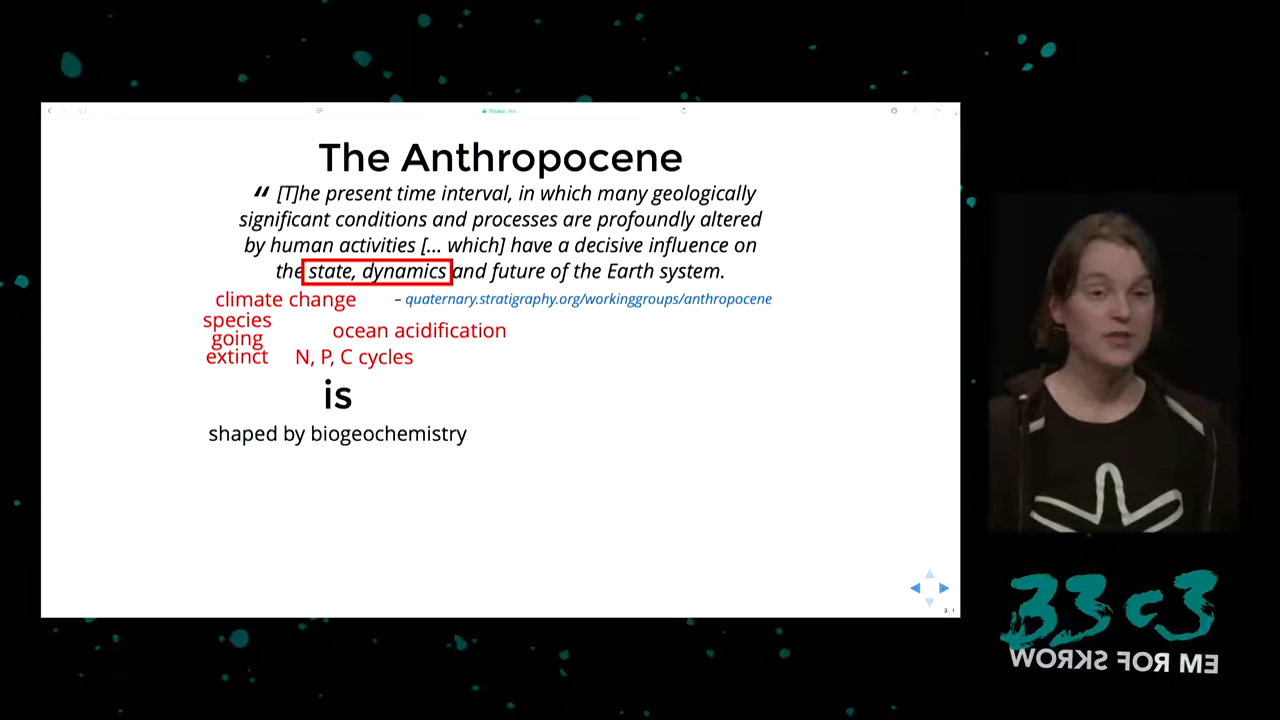 The Anthropocene
“ [T]he present time interval, in which many geologically
significant conditions and processes are profoundly altered
by human activities [... which] have a decisive influence on
the state, dynamics and future of the Earth system.
climate change
– quaternary.stratigraphy.org/workinggroups/anthropocene
species
going
extinct
ocean acidification
N, P, C cycles
is
shaped by biogeochemistry
3.1
33c3
WORKS FOR ME